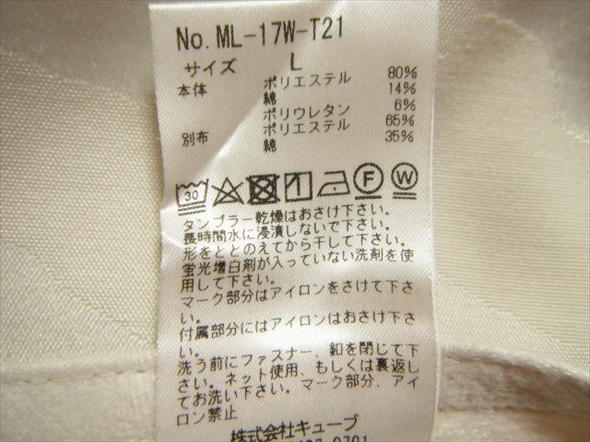 No. ML-17W-T21
サイズ L
本体 ポリエステル 80%
綿 14%
ポリウレタン 6%
別布 ポリエステル 65%
綿 35%
30 F W
タンブラー乾燥はおさけ下さい。
長時間水に浸漬しないで下さい。
形をととのえてから干して下さい。
蛍光増白剤が入っていない洗剤を使
用して下さい。
マーク部分はアイロンをさけて下さ
い。
付属部分にはアイロンはおさけ下さ
い。
洗う前にファスナー、釦を閉じて下
さい。ネット使用、もしくは裏返し
てお洗い下さい。マーク部分、アイ
ロン禁止
株式会社キューブ